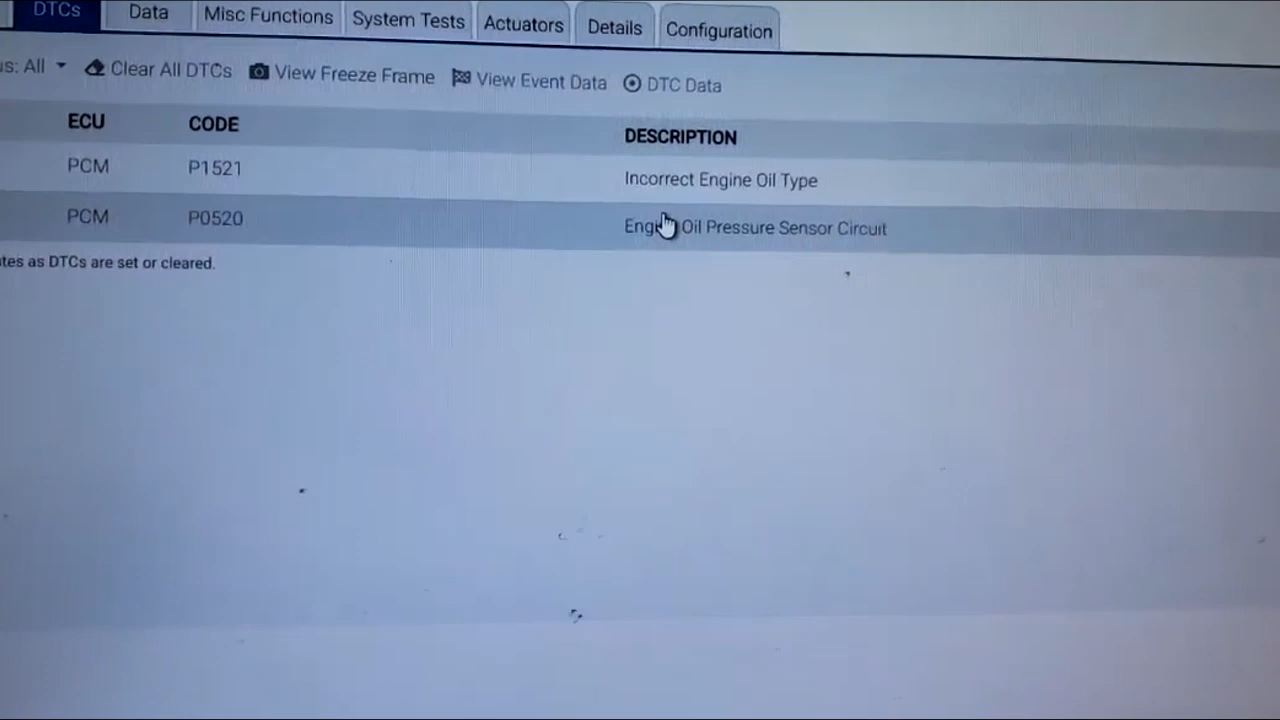 DTCs Data Misc Functions System Tests Actuators Details Configuration
us: All Clear All DTCs View Freeze Frame View Event Data DTC Data
ECU CODE DESCRIPTION
PCM P1521 Incorrect Engine Oil Type
PCM P0520 Oil Pressure Sensor Circuit
as DTCs are set or cleared.